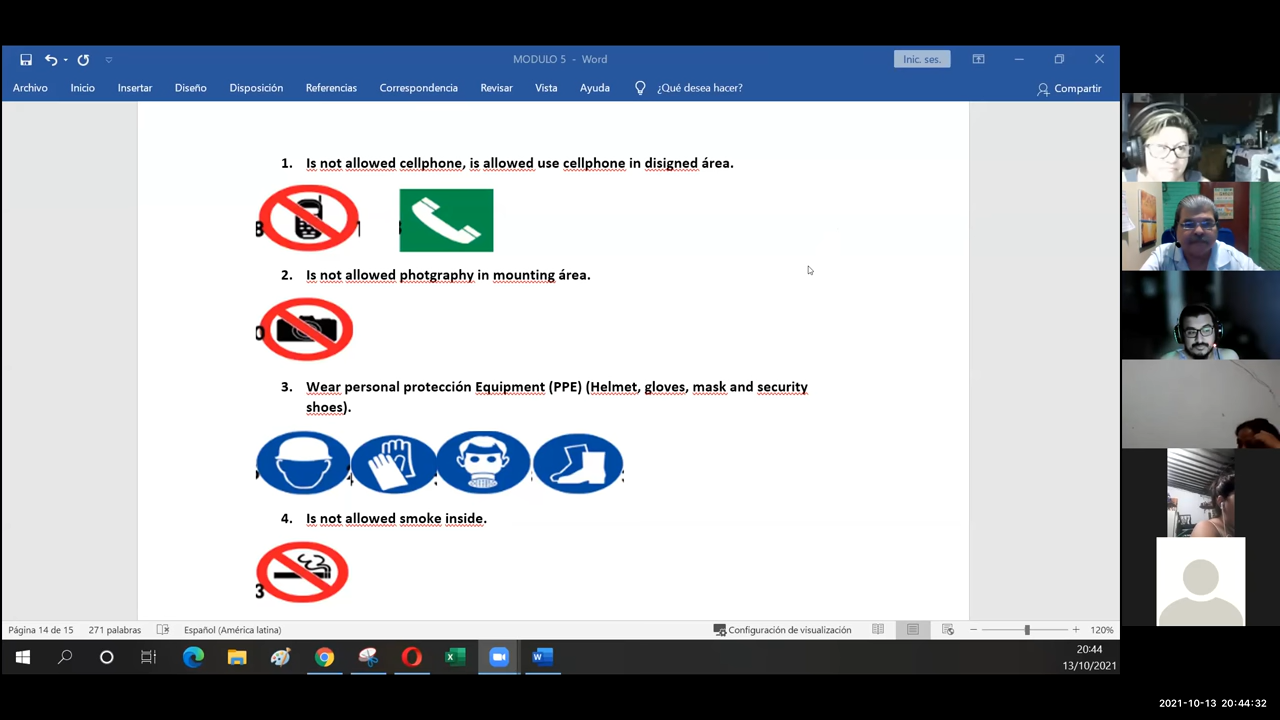 MODULO 5 - Word
Inic. ses.
Archivo Inicio Insertar Diseño Disposición Referencias Correspondencia Revisar Vista Ayuda ¿Qué desea hacer? Compartir
1. Is not allowed cellphone, is allowed use cellphone in disigned área.
2. Is not allowed photgraphy in mounting área.
3. Wear personal protección Equipment (PPE) (Helmet, gloves, mask and security
shoes).
4. Is not allowed smoke inside.
3
Página 14 de 15 271 palabras Español (América latina) Configuración de visualización 120%
20:44
13/10/2021
2021-10-13 20:44:32